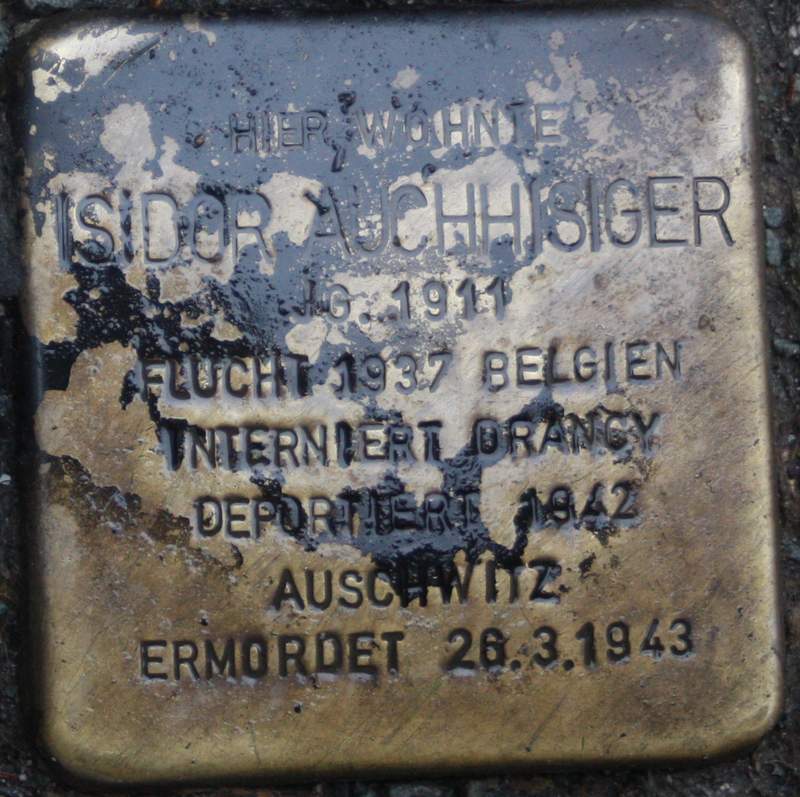 HIER WOHNTE
ISIDOR AUCHHISIGER
JG. 1911
FLUCHT 1937 BELGIEN
INTERNIERT DRANCY
DEPORTIERT 1942
AUSCHWITZ
ERMORDET 26.3.1943